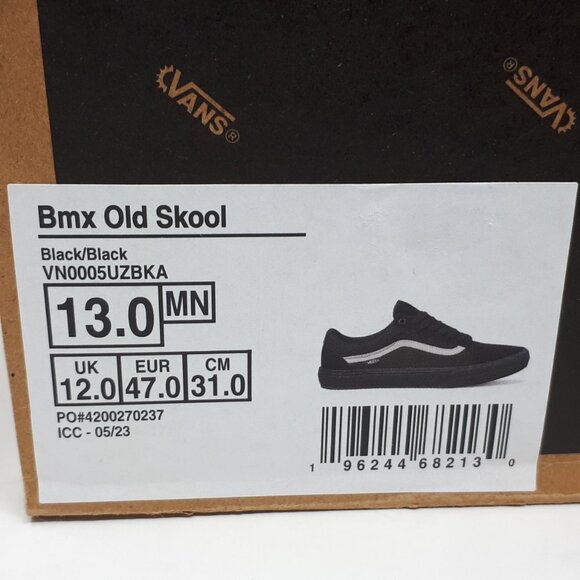 VANS®
VANS®
Bmx Old Skool
Black/Black
VN0005UZBKA
13.0 MN
UK EUR CM
12.0 47.0 31.0
PO#4200270237
ICC - 05/23
1 96244 68213 0